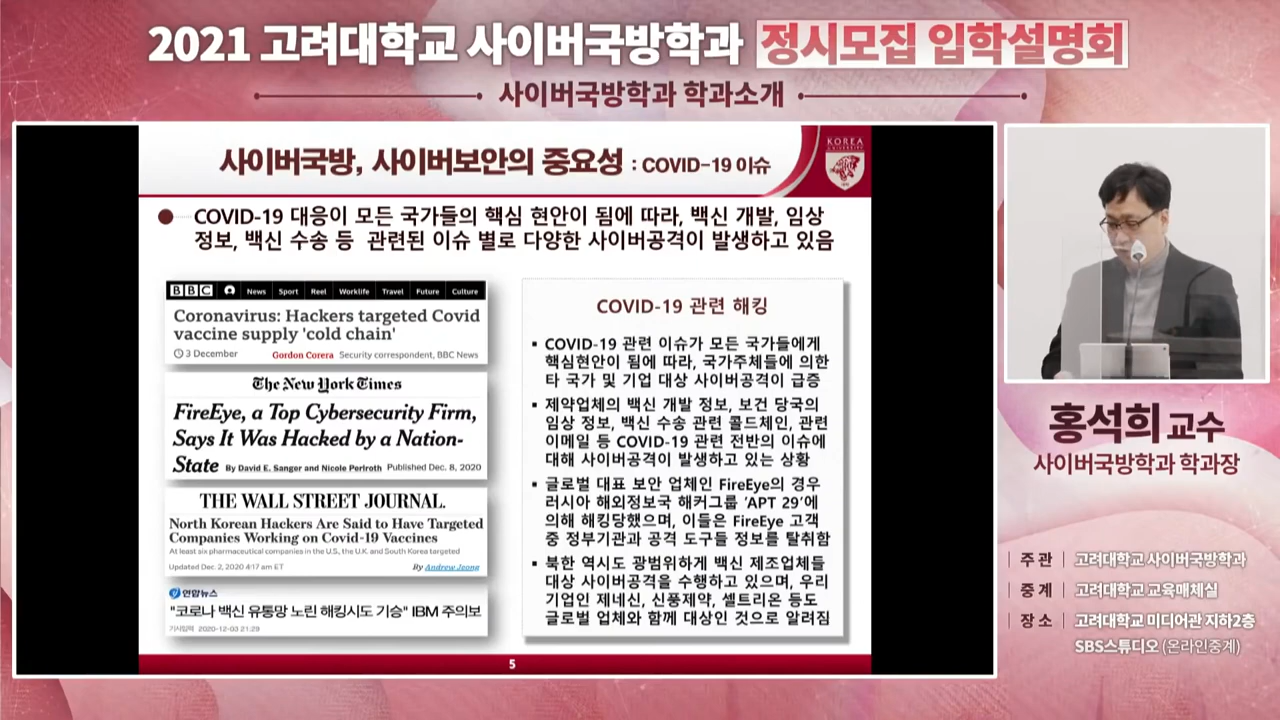 2021 고려대학교 사이버국방학과 정시모집 입학설명회
사이버국방학과 학과소개
사이버국방, 사이버보안의 중요성 : COVID-19 이슈
KOREA
UNIVERSITY
COVID-19 대응이 모든 국가들의 핵심 현안이 됨에 따라, 백신 개발, 임상
정보, 백신 수송 등 관련된 이슈 별로 다양한 사이버공격이 발생하고 있음
BBC News Sport Reel Worklife Travel Future Culture
Coronavirus: Hackers targeted Covid
vaccine supply 'cold chain'
3 December Gordon Corera Security correspondent, BBC News
The New York Times
FireEye, a Top Cybersecurity Firm,
Says It Was Hacked by a Nation-
State By David E. Sanger and Nicole Perlroth Published Dec. 8, 2020
THE WALL STREET JOURNAL.
North Korean Hackers Are Said to Have Targeted
Companies Working on Covid-19 Vaccines
At least six pharmaceutical companies in the U.S., the U.K. and South Korea targeted
Updated Dec. 2, 2020 4:17 am ET By Andrew Jeong
연합뉴스
"코로나 백신 유통망 노린 해킹시도 기승" IBM 주의보
기사입력 2020-12-03 21:29
COVID-19 관련 해킹
▪ COVID-19 관련 이슈가 모든 국가들에게
핵심현안이 됨에 따라, 국가주체들에 의한
타 국가 및 기업 대상 사이버공격이 급증
▪ 제약업체의 백신 개발 정보, 보건 당국의
임상 정보, 백신 수송 관련 콜드체인, 관련
이메일 등 COVID-19 관련 전반의 이슈에
대해 사이버공격이 발생하고 있는 상황
▪ 글로벌 대표 보안 업체인 FireEye의 경우
러시아 해외정보국 해커그룹 'APT 29'에
의해 해킹당했으며, 이들은 FireEye 고객
중 정부기관과 공격 도구들 정보를 탈취함
▪ 북한 역시도 광범위하게 백신 제조업체들
대상 사이버공격을 수행하고 있으며, 우리
기업인 제네신, 신풍제약, 셀트리온 등도
글로벌 업체와 함께 대상인 것으로 알려짐
5
홍석희 교수
사이버국방학과 학과장
| 주 관 | 고려대학교 사이버국방학과
| 중 계 | 고려대학교 교육매체실
| 장 소 | 고려대학교 미디어관 지하2층
SBS스튜디오 (온라인중계)